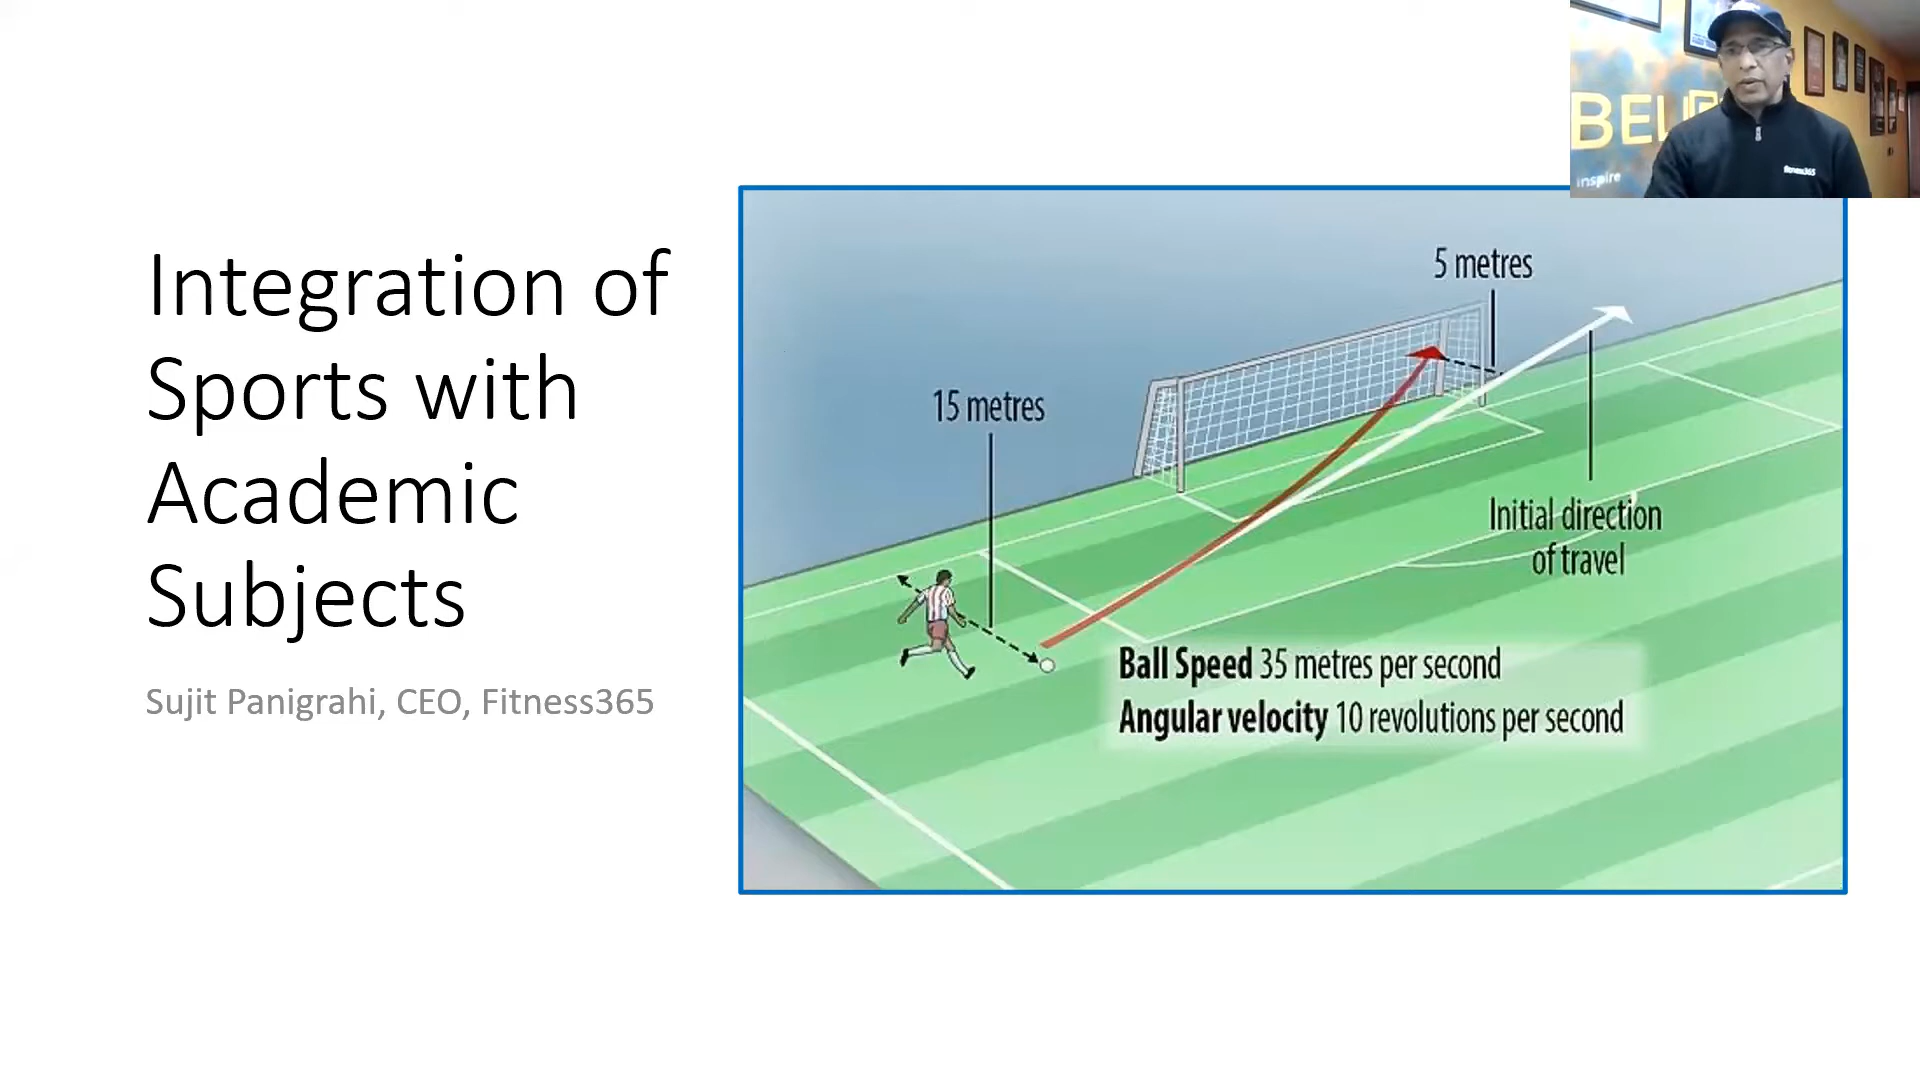 Integration of
Sports with
Academic
Subjects
Sujit Panigrahi, CEO, Fitness365
5 metres
15 metres
Initial direction
of travel
Ball Speed 35 metres per second
Angular velocity 10 revolutions per second
inspire
fitness365